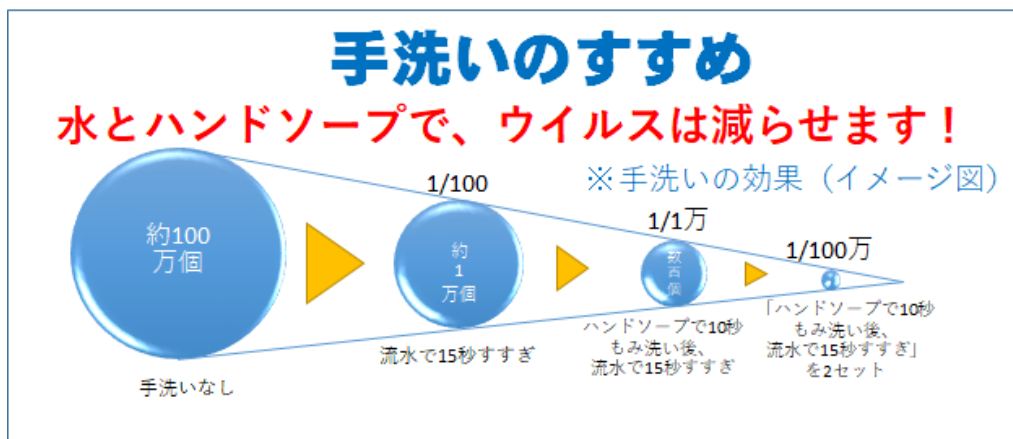 手洗いのすすめ
水とハンドソープで、ウイルスは減らせます！
※手洗いの効果（イメージ図）
約100
万個
手洗いなし
1/100
約
1
万個
流水で15秒すすぎ
1/1万
数
百
個
ハンドソープで10秒
もみ洗い後、
流水で15秒すすぎ
1/100万
「ハンドソープで10秒
もみ洗い後、
流水で15秒すすぎ」
を2セット